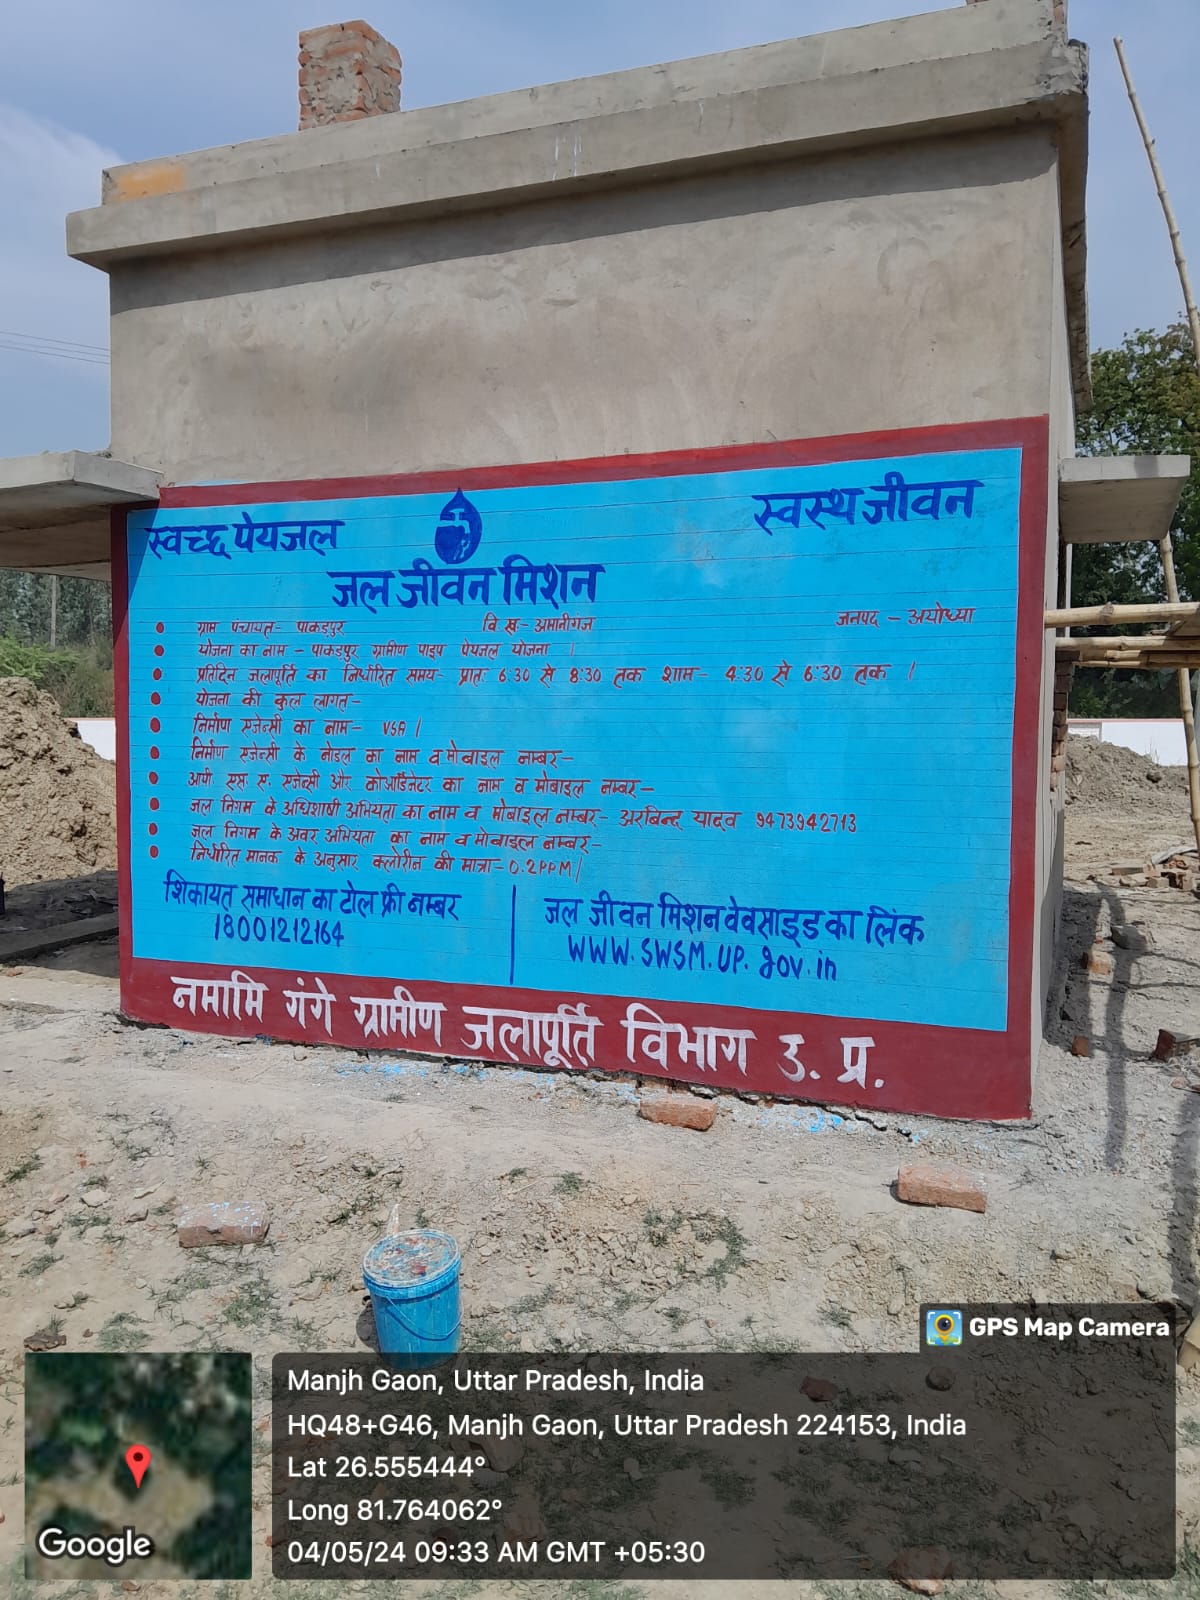 स्वच्छ पेयजल
स्वस्थ जीवन
जल जीवन मिशन
ग्राम पंचायत- पाकड़पुर वि.ख- अमानीगंज जनपद - अयोध्या
योजना का नाम - पाकड़पुर ग्रामीण पाइप पेयजल योजना ।
प्रतिदिन जलापूर्ति का निर्धारित समय- प्रातः 6.30 से 8:30 तक शाम- 4:30 से 6:30 तक ।
योजना की कुल लागत-
निर्माण एजेन्सी का नाम- VSA ।
निर्माण एजेन्सी के नोडल का नाम व मोबाइल नम्बर-
आपी एस. ए. एजेन्सी और कोआर्डिनेटर का नाम व मोबाइल नम्बर-
जल निगम के अधिशाषी अभियता का नाम व मोबाइल नम्बर- अरबिन्द यादव 9473942713
जल निगम के अवर अभियता का नाम व मोबाइल नम्बर-
निर्धारित मानक के अनुसार क्लोरीन की मात्रा-0.2PPM।
शिकायत समाधान का टोल फ्री नम्बर
18001212164
जल जीवन मिशन वेवसाइड का लिंक
WWW.SWSM.UP.gov.in
नमामि गंगे ग्रामीण जलापूर्ति विभाग उ. प्र.
GPS Map Camera
Manjh Gaon, Uttar Pradesh, India
HQ48+G46, Manjh Gaon, Uttar Pradesh 224153, India
Lat 26.555444°
Long 81.764062°
04/05/24 09:33 AM GMT +05:30
Google